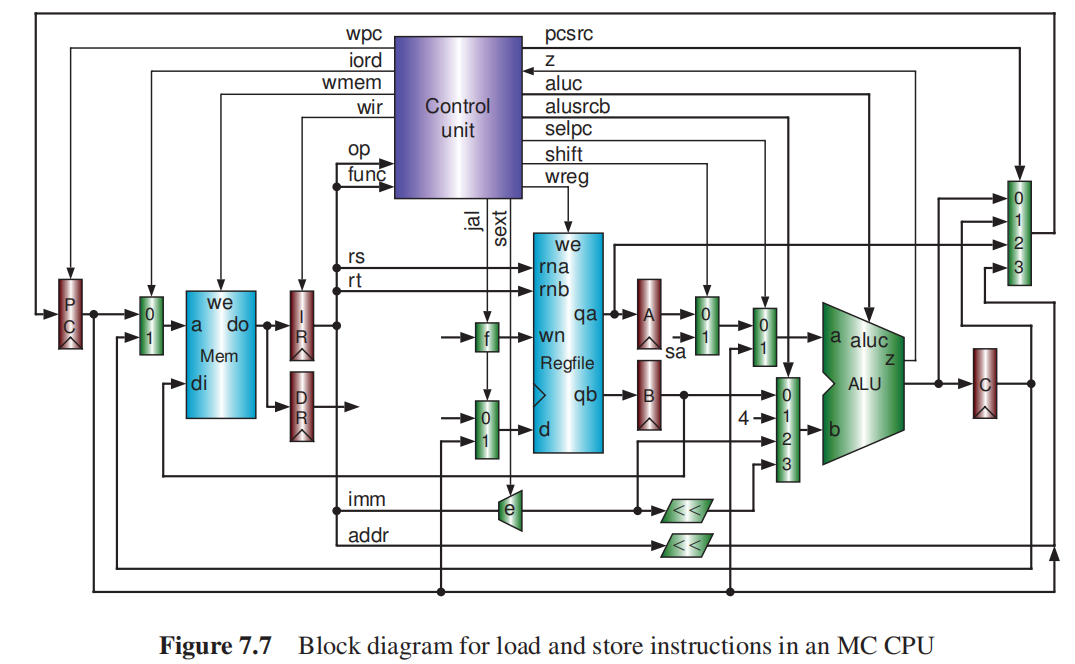 wpc
iord
wmem
wir
op
func
Control
unit
pcsrc
z
aluc
alusrcb
selpc
shift
wreg
jal
sext
rs
rt
P
C
0
1
we
a do
Mem
di
I
R
D
R
f
0
1
we
rna
rnb
qa
wn
Regfile
qb
d
A
B
sa
0
1
0
1
4
0
1
2
3
a aluc
z
ALU
b
C
0
1
2
3
imm
e
<<
addr
<<
Figure 7.7 Block diagram for load and store instructions in an MC CPU